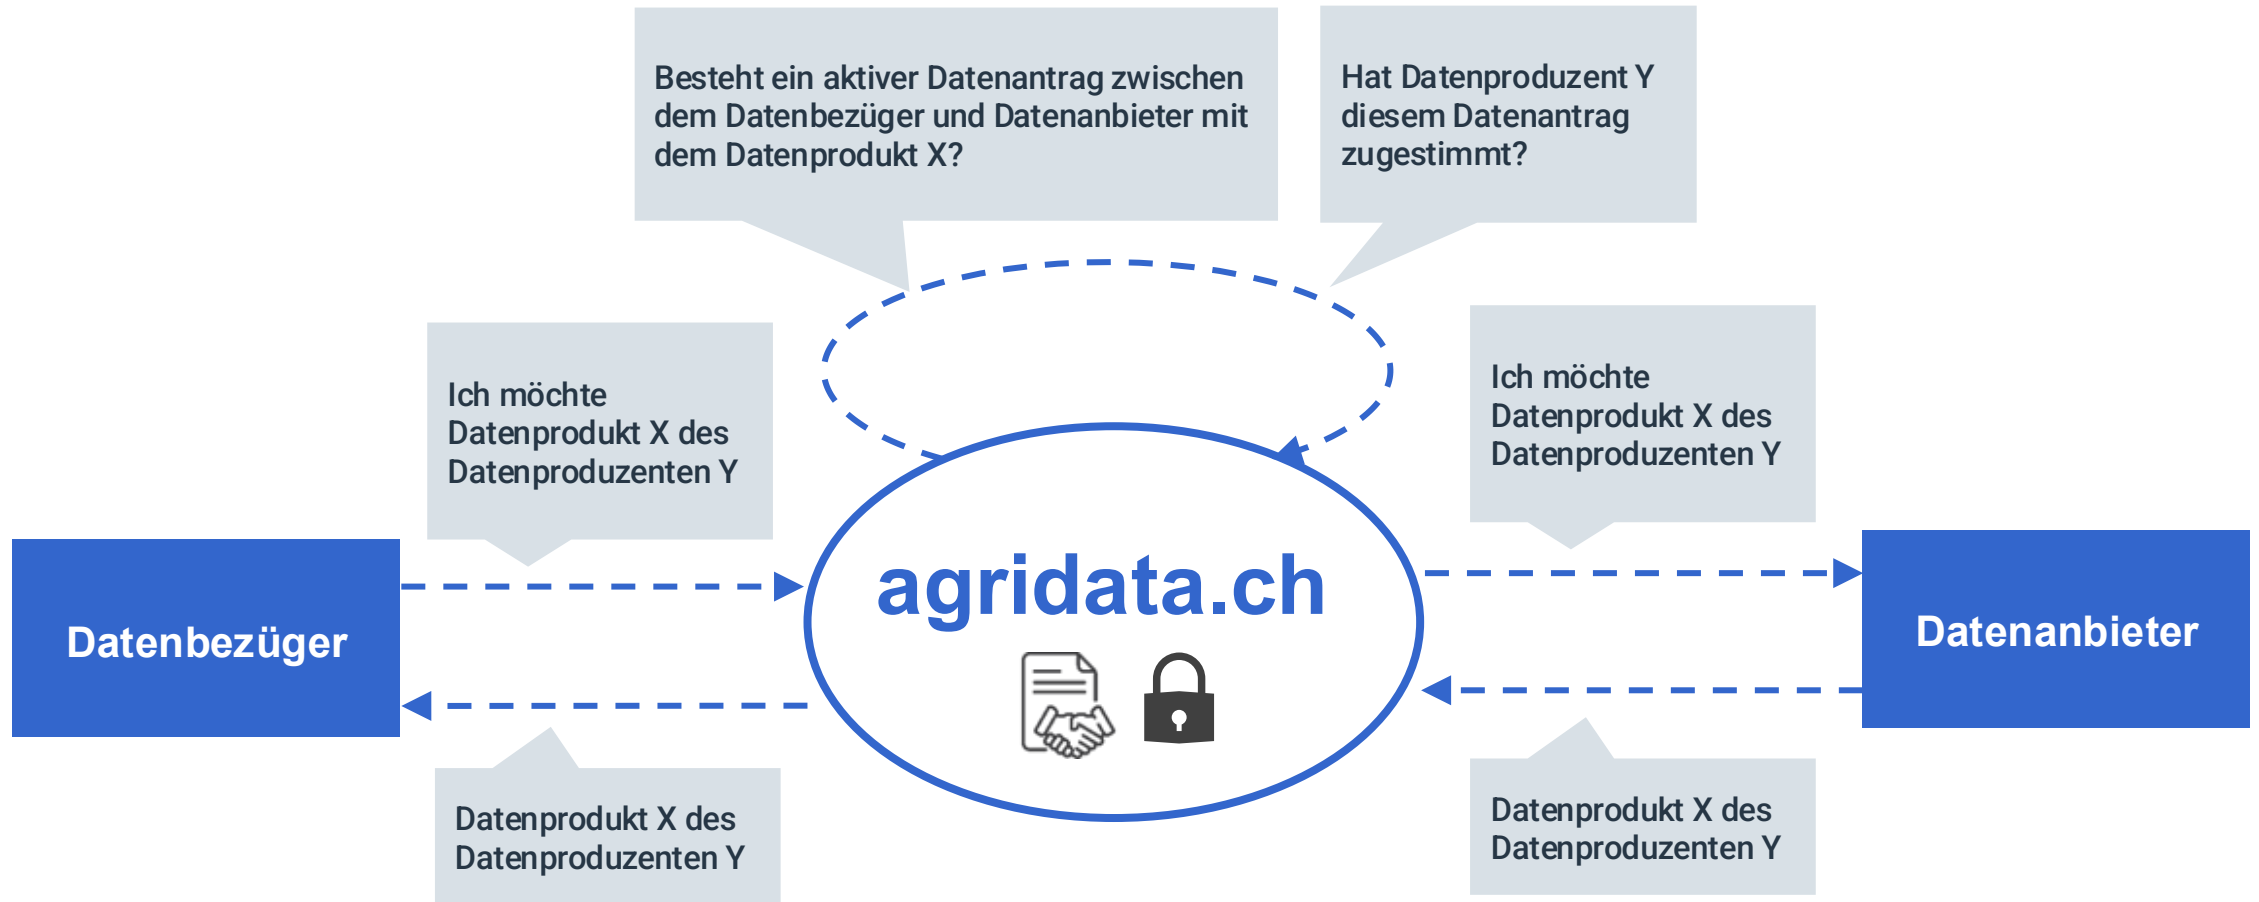 Besteht ein aktiver Datenantrag zwischen
dem Datenbezüger und Datenanbieter mit
dem Datenprodukt X?
Hat Datenproduzent Y
diesem Datenantrag
zugestimmt?
Ich möchte
Datenprodukt X des
Datenproduzenten Y
Ich möchte
Datenprodukt X des
Datenproduzenten Y
Datenbezüger
agridata.ch
Datenanbieter
Datenprodukt X des
Datenproduzenten Y
Datenprodukt X des
Datenproduzenten Y